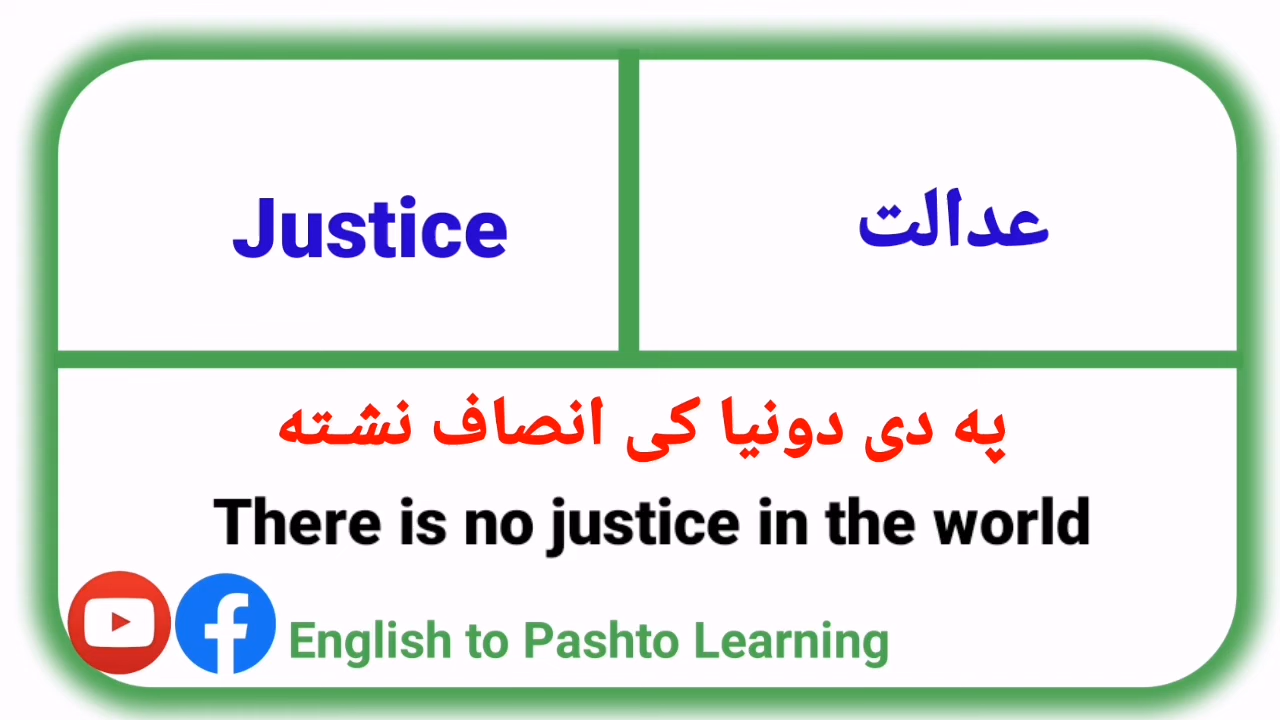 Justice
عدالت
په دی دونیا کی انصاف نشته
There is no justice in the world
English to Pashto Learning